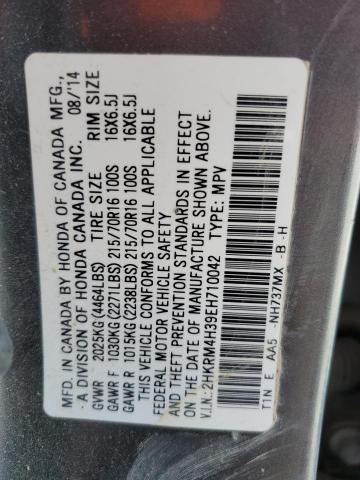 MFD. IN CANADA BY HONDA OF CANADA MFG.,
A DIVISION OF HONDA CANADA INC. 08/'14
GVWR 2025KG(4464LBS) TIRE SIZE RIM SIZE
GAWR F 1030KG(2271LBS) 215/70R16 100S 16X6.5J
GAWR R 1015KG(2238LBS) 215/70R16 100S 16X6.5J
THIS VEHICLE CONFORMS TO ALL APPLICABLE
FEDERAL MOTOR VEHICLE SAFETY
AND THEFT PREVENTION STANDARDS IN EFFECT
ON THE DATE OF MANUFACTURE SHOWN ABOVE.
V.I.N.:2HKRM4H39EH710042 TYPE: MPV
TIN E AA5 -NH737MX -B -H